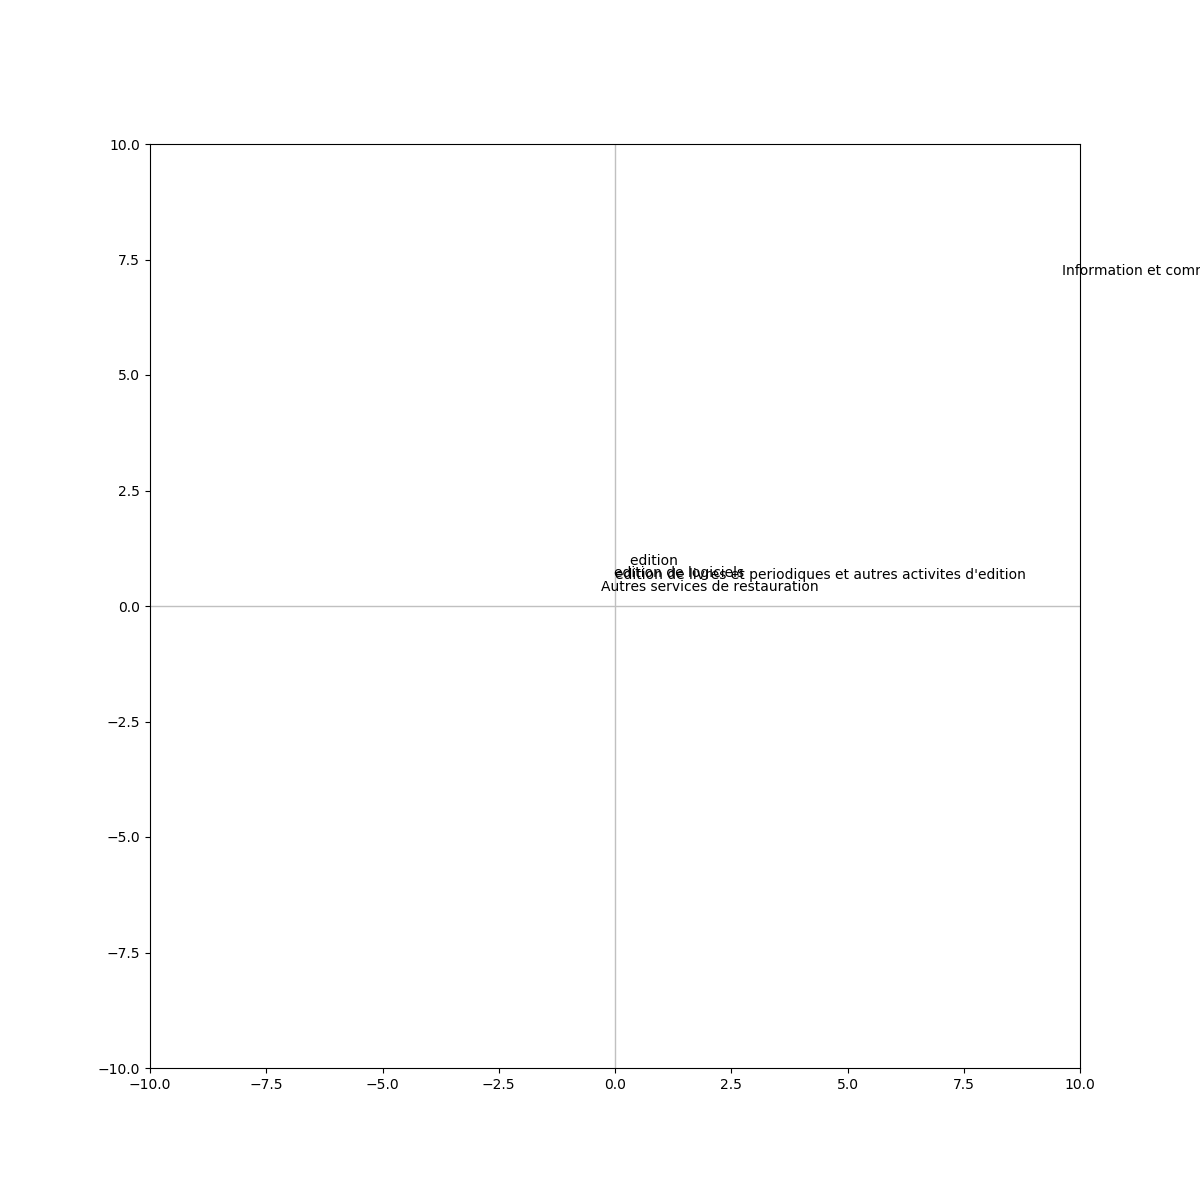 10.0
7.5
Information et comm
5.0
2.5
edition
edition de logiciels
edition de livres et periodiques et autres activites d'edition
Autres services de restauration
0.0
−2.5
−5.0
−7.5
−10.0
−10.0 −7.5 −5.0 −2.5 0.0 2.5 5.0 7.5 10.0